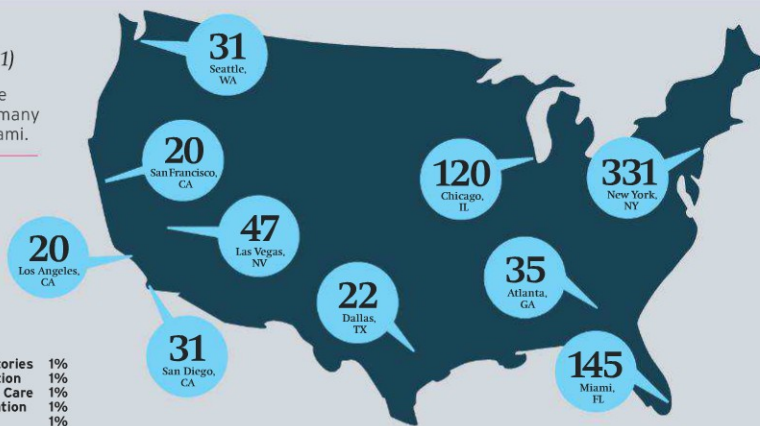 1)
e
many
ami.
31
Seattle,
WA
20
San Francisco,
CA
120
Chicago,
IL
331
New York,
NY
47
Las Vegas,
NV
20
Los Angeles,
CA
35
Atlanta,
GA
22
Dallas,
TX
31
San Diego,
CA
145
Miami,
FL
tories 1%
tion 1%
Care 1%
ation 1%
1%